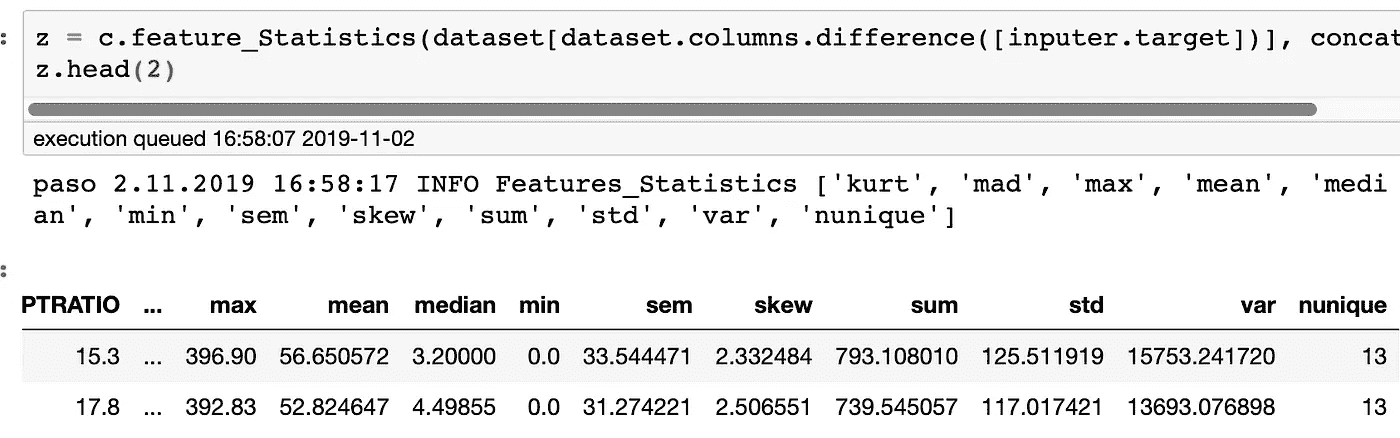 :
z = c.feature_Statistics(dataset[dataset.columns.difference([inputer.target])], concat
z.head(2)
execution queued 16:58:07 2019-11-02
paso 2.11.2019 16:58:17 INFO Features_Statistics ['kurt', 'mad', 'max', 'mean', 'medi
an', 'min', 'sem', 'skew', 'sum', 'std', 'var', 'nunique']
:
PTRATIO ... max mean median min sem skew sum std var nunique
15.3 ... 396.90 56.650572 3.20000 0.0 33.544471 2.332484 793.108010 125.511919 15753.241720 13
17.8 ... 392.83 52.824647 4.49855 0.0 31.274221 2.506551 739.545057 117.017421 13693.076898 13